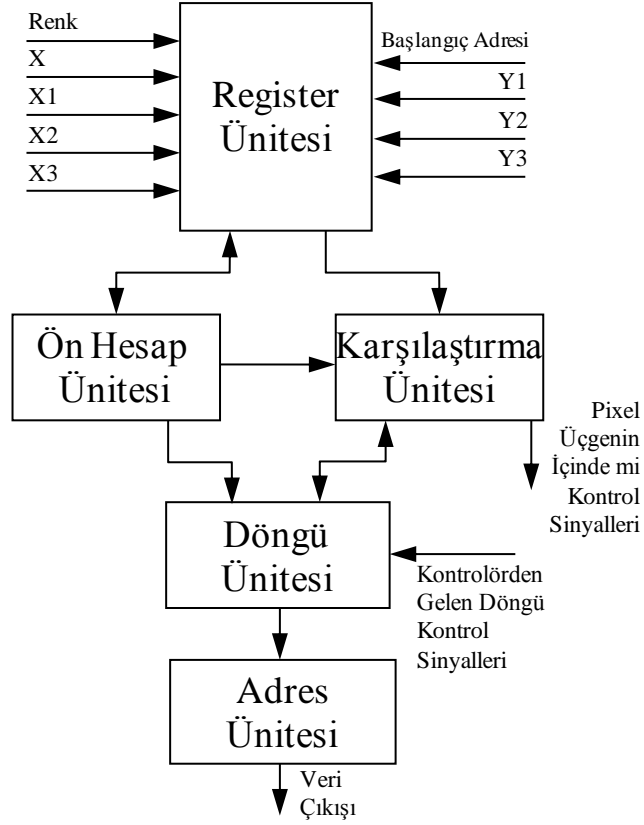 Renk
X
X1
X2
X3
Başlangıç Adresi
Y1
Y2
Y3
Register
Ünitesi
Ön Hesap
Ünitesi
Karşılaştırma
Ünitesi
Pixel
Üçgenin
İçinde mi
Kontrol
Sinyalleri
Döngü
Ünitesi
Kontrolörden
Gelen Döngü
Kontrol
Sinyalleri
Adres
Ünitesi
Veri
Çıkışı